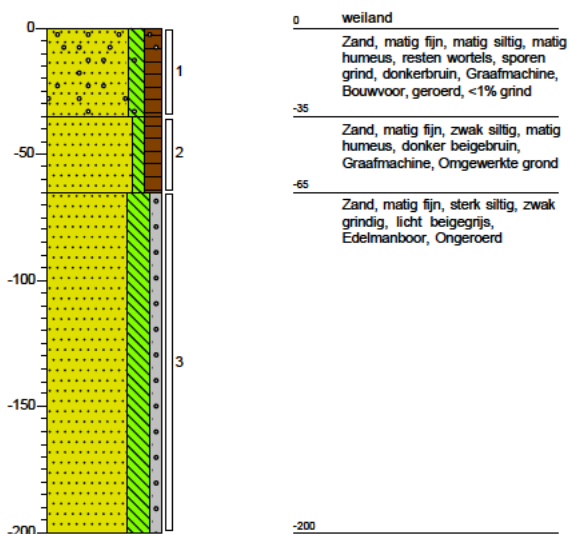 0
1
2
-50
-100
3
-150
-200
0 weiland
Zand, matig fijn, matig siltig, matig
humeus, resten wortels, sporen
grind, donkerbruin, Graafmachine,
Bouwvoor, geroerd, <1% grind
-35
Zand, matig fijn, zwak siltig, matig
humeus, donker beigebruin,
Graafmachine, Omgewerkte grond
-65
Zand, matig fijn, sterk siltig, zwak
grindig, licht beigegrijs,
Edelmanboor, Ongeroerd
-200